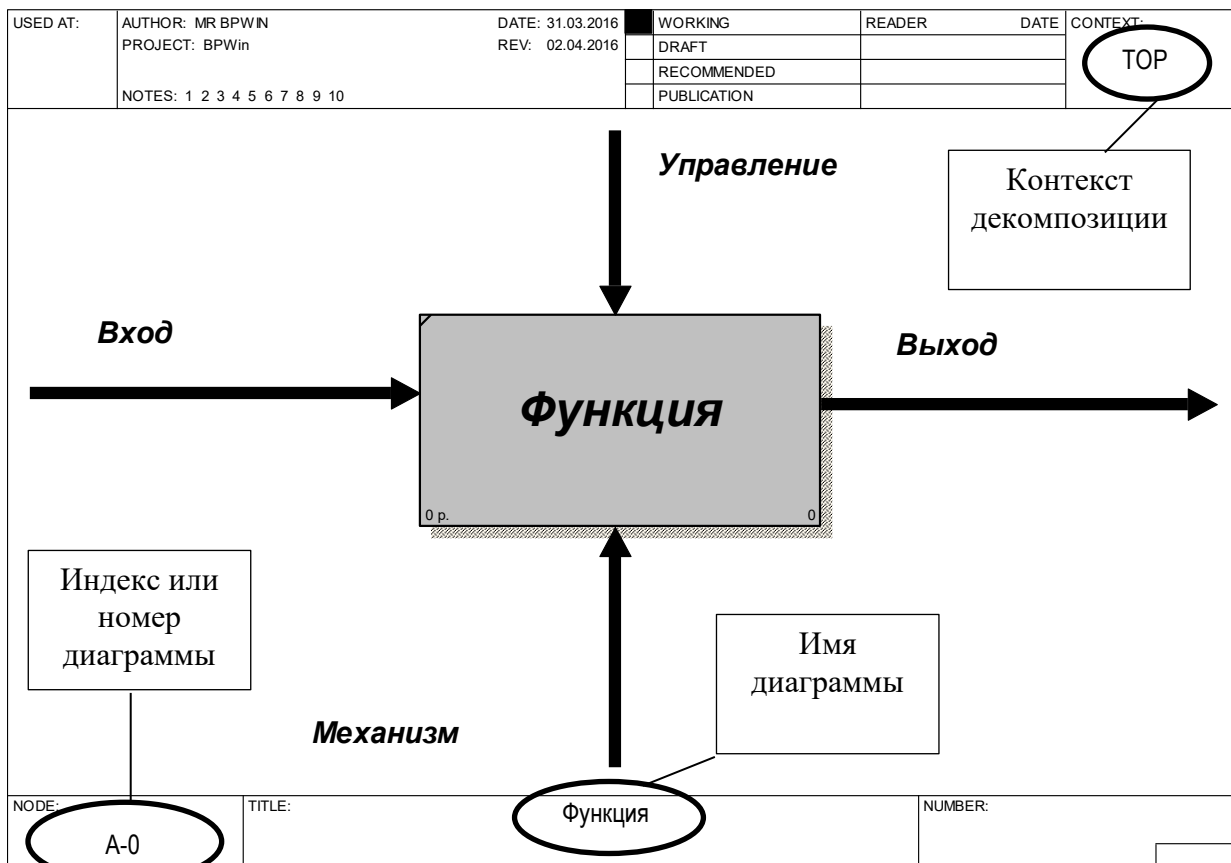 USED AT:
AUTHOR: MR BPWIN
DATE: 31.03.2016
PROJECT: BPWin
REV: 02.04.2016
NOTES: 1 2 3 4 5 6 7 8 9 10
WORKING
DRAFT
RECOMMENDED
PUBLICATION
READER
DATE
CONTEXT:
TOP
Контекст
декомпозиции
Управление
Вход
Выход
Функция
0 р.
0
Индекс или
номер
диаграммы
Имя
диаграммы
Механизм
NODE:
A-0
TITLE:
Функция
NUMBER: